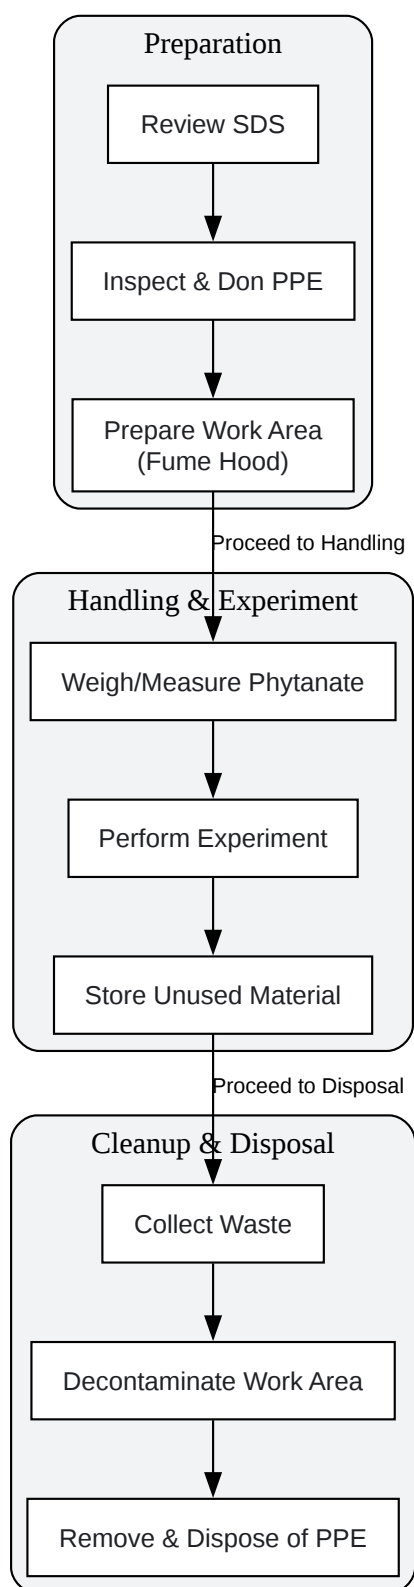 Preparation
Review SDS
Inspect & Don PPE
Prepare Work Area
(Fume Hood)
Proceed to Handling
Handling & Experiment
Weigh/Measure Phytanate
Perform Experiment
Store Unused Material
Proceed to Disposal
Cleanup & Disposal
Collect Waste
Decontaminate Work Area
Remove & Dispose of PPE